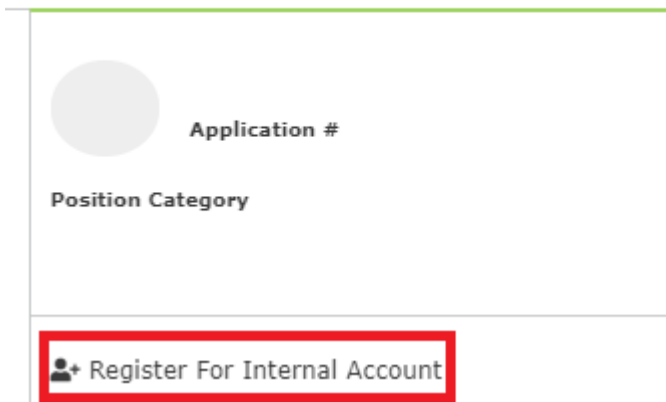 Application #
Position Category
Register For Internal Account